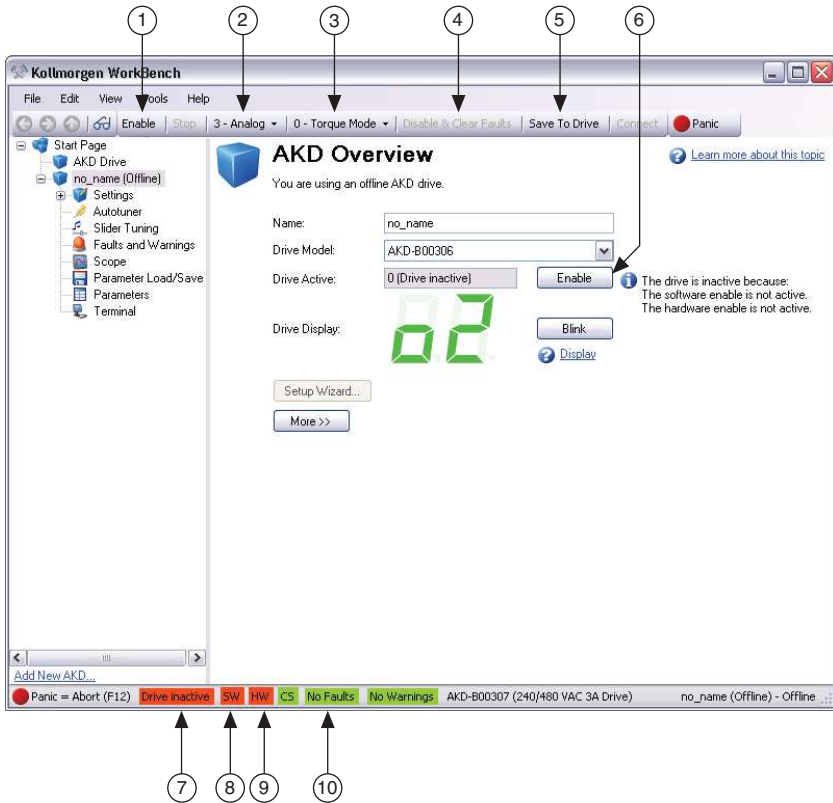 1 2 3 4 5 6
Kollmorgen WorkBench
File Edit View Tools Help
Enable Stop 3 - Analog 0 - Torque Mode Disable & Clear Faults Save To Drive Connect Panic
Start Page
AKD Drive
no_name (Offline)
Settings
Autotuner
Slider Tuning
Faults and Warnings
Scope
Parameter Load/Save
Parameters
Terminal
Add New AKD...
AKD Overview
Learn more about this topic
You are using an offline AKD drive.
Name: no_name
Drive Model: AKD-B00306
Drive Active: 0 (Drive inactive) Enable
The drive is inactive because:
The software enable is not active.
The hardware enable is not active.
Drive Display: o2 Blink
Display
Setup Wizard...
More >>
Panic = Abort (F12) Drive inactive SW HW CS No Faults No Warnings AKD-B00307 (240/480 VAC 3A Drive) no_name (Offline) - Offline
7 8 9 10